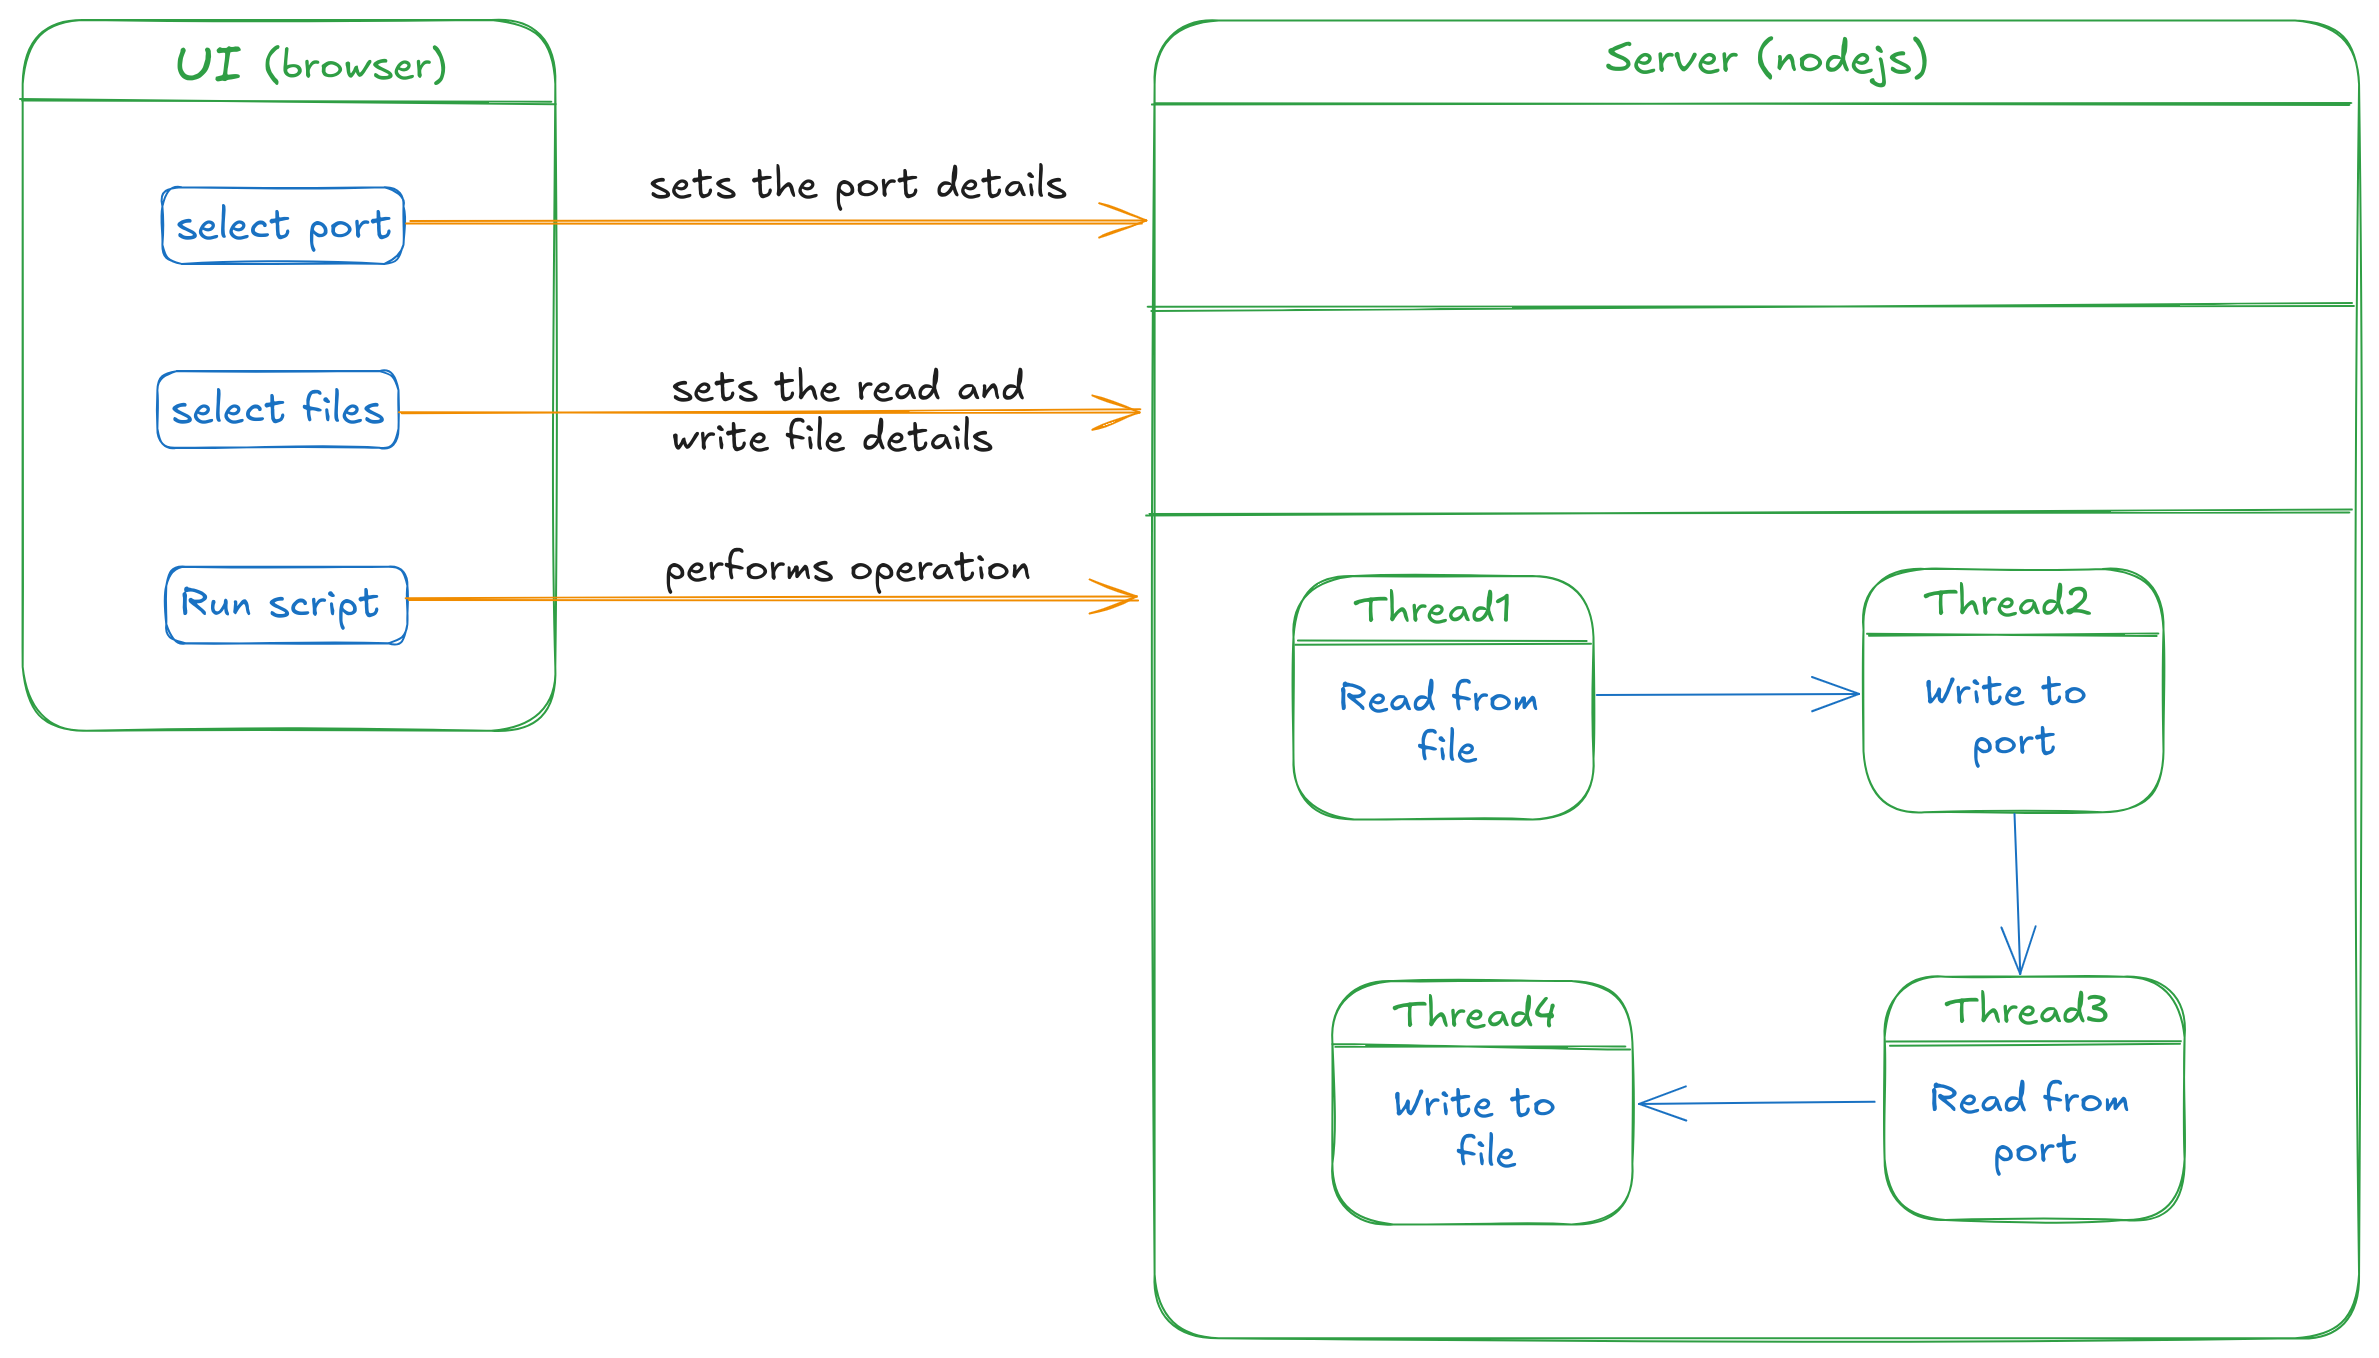 UI (browser)
Server (nodejs)
select port
sets the port details
select files
sets the read and
write file details
Run script
performs operation
Thread1
Read from
file
Thread2
Write to
port
Thread3
Read from
port
Thread4
Write to
file